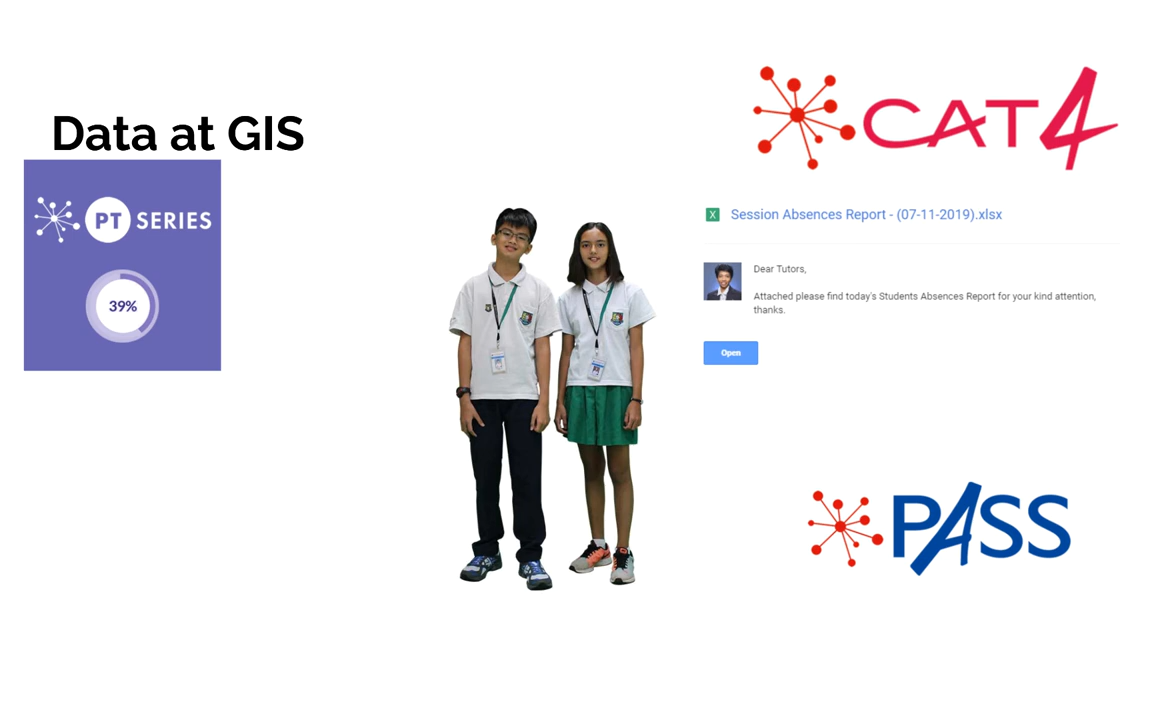 Data at GIS
PT SERIES
39%
CAT4
X
Session Absences Report - (07-11-2019).xlsx
Dear Tutors,
Attached please find today's Students Absences Report for your kind attention,
thanks.
Open
PASS